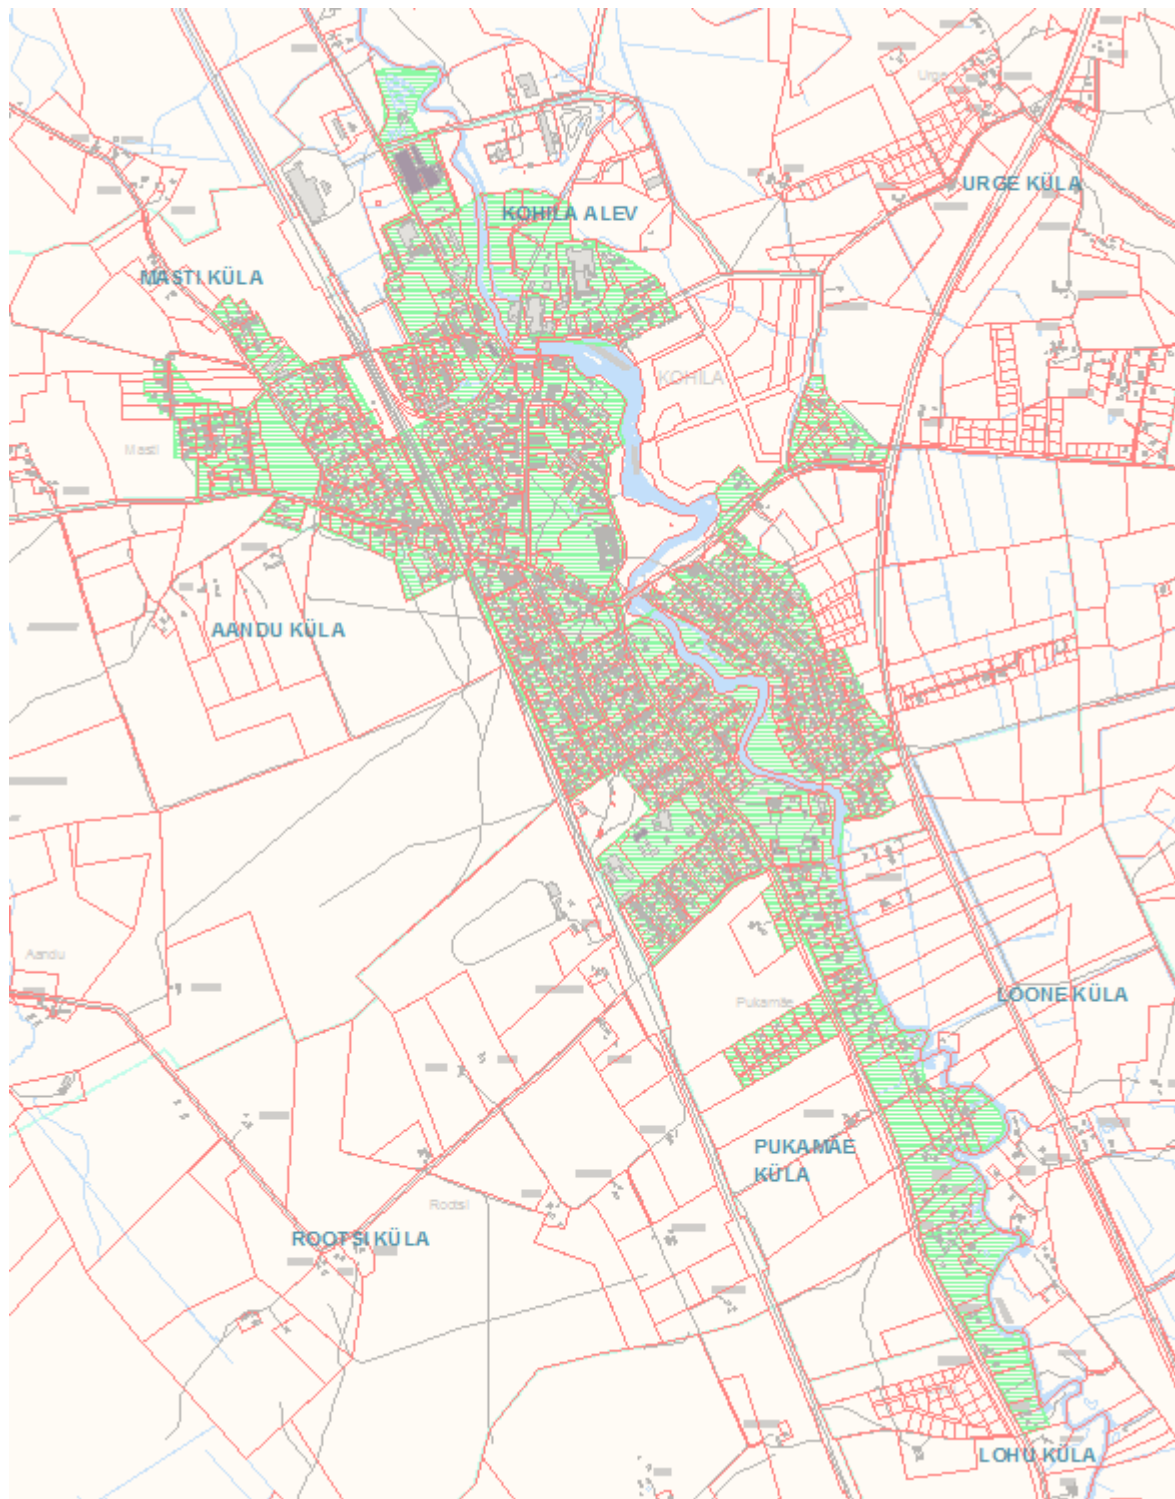 Urge
URGE KÜLA
KOHILA ALEV
MASTI KÜLA
KOHILA
Masti
AANDU KÜLA
Aandu
LOONE KÜLA
Pukamäe
PUKAMÄE
KÜLA
Rootsi
ROOTSI KÜLA
LOHU KÜLA